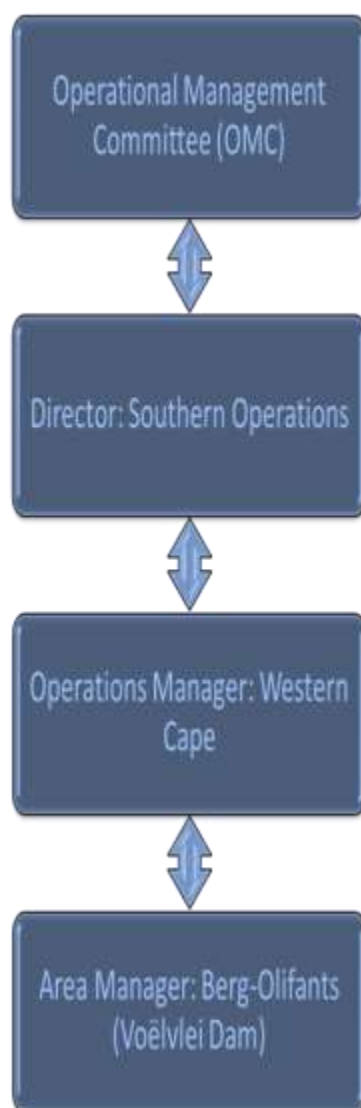 Operational Management
Committee (OMC)
Director: Southern Operations
Operations Manager: Western
Cape
Area Manager: Berg-Olifants
(Voëlvlei Dam)